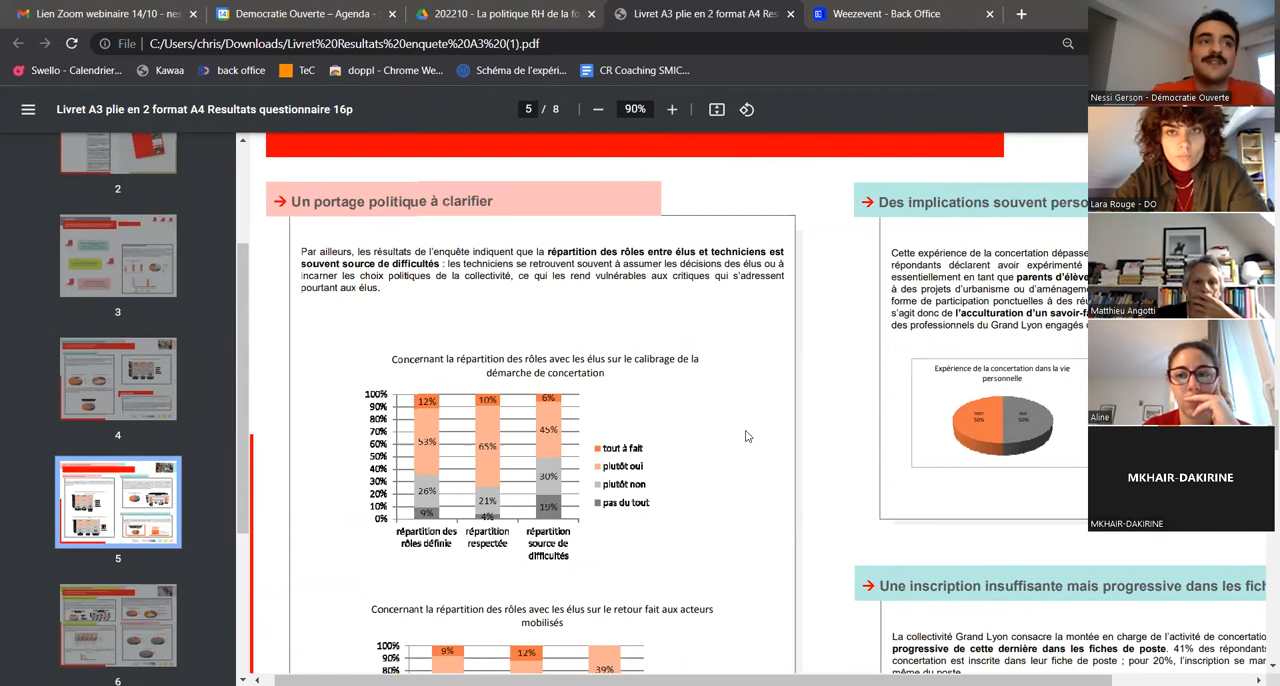 Lien Zoom webinaire 14/10 - nes
Democratie Ouverte – Agenda -
202210 - La politique RH de la fo
Livret A3 plie en 2 format A4 Res
Weezevent - Back Office
File
C:/Users/chris/Downloads/Livret%20Resultats%20enquete%20A3%20(1).pdf
Swello - Calendrier...
Kawaa
back office
TeC
doppl - Chrome We...
Schéma de l'expéri...
CR Coaching SMIC...
Livret A3 plie en 2 format A4 Resultats questionnaire 16p
5 / 8
90%
2
3
4
5
6
→ Un portage politique à clarifier
Par ailleurs, les résultats de l'enquête indiquent que la répartition des rôles entre élus et techniciens est
souvent source de difficultés : les techniciens se retrouvent souvent à assumer les décisions des élus ou à
incarner les choix politiques de la collectivité, ce qui les rend vulnérables aux critiques qui s'adressent
pourtant aux élus.
Concernant la répartition des rôles avec les élus sur le calibrage de la
démarche de concertation
100%
90%
80%
70%
60%
50%
40%
30%
20%
10%
0%
12%
53%
26%
9%
10%
65%
21%
4%
6%
45%
30%
19%
répartition des
rôles définie
répartition
respectée
répartition
source de
difficultés
tout à fait
plutôt oui
plutôt non
pas du tout
Concernant la répartition des rôles avec les élus sur le retour fait aux acteurs
mobilisés
100%
90%
80%
9%
12%
39%
→ Des implications souvent perso
Cette expérience de la concertation dépasse
répondants déclarent avoir expérimenté
essentiellement en tant que parents d'élève
à des projets d'urbanisme ou d'aménagem
forme de participation ponctuelles à des réu
s'agit donc de l'acculturation d'un savoir-fa
des professionnels du Grand Lyon engagés d
Expérience de la concertation dans la vie
personnelle
non
50%
oui
50%
→ Une inscription insuffisante mais progressive dans les fich
La collectivité Grand Lyon consacre la montée en charge de l'activité de concertatio
progressive de cette dernière dans les fiches de poste. 41% des répondants
concertation est inscrite dans leur fiche de poste ; pour 20%, l'inscription se mar
même du poste.
Nessi Gerson - Démocratie Ouverte
Lara Rouge - DO
Matthieu Angotti
Aline
MKHAIR-DAKIRINE
MKHAIR-DAKIRINE